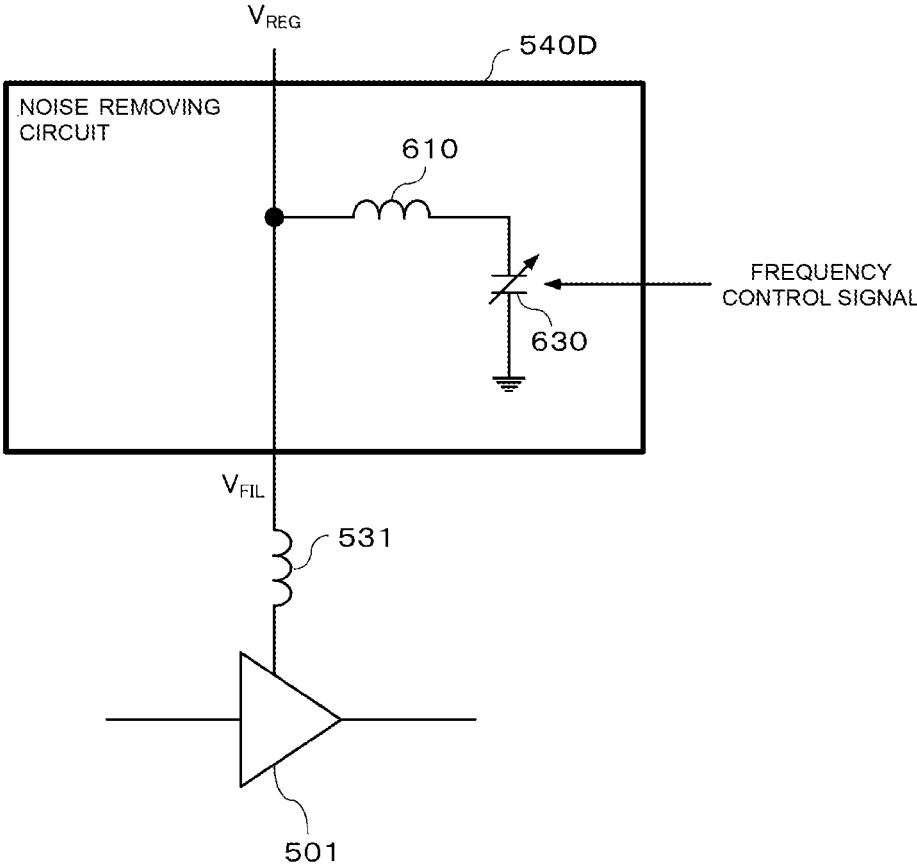 VREG
540D
NOISE REMOVING
CIRCUIT
610
FREQUENCY
CONTROL SIGNAL
630
VFIL
531
501